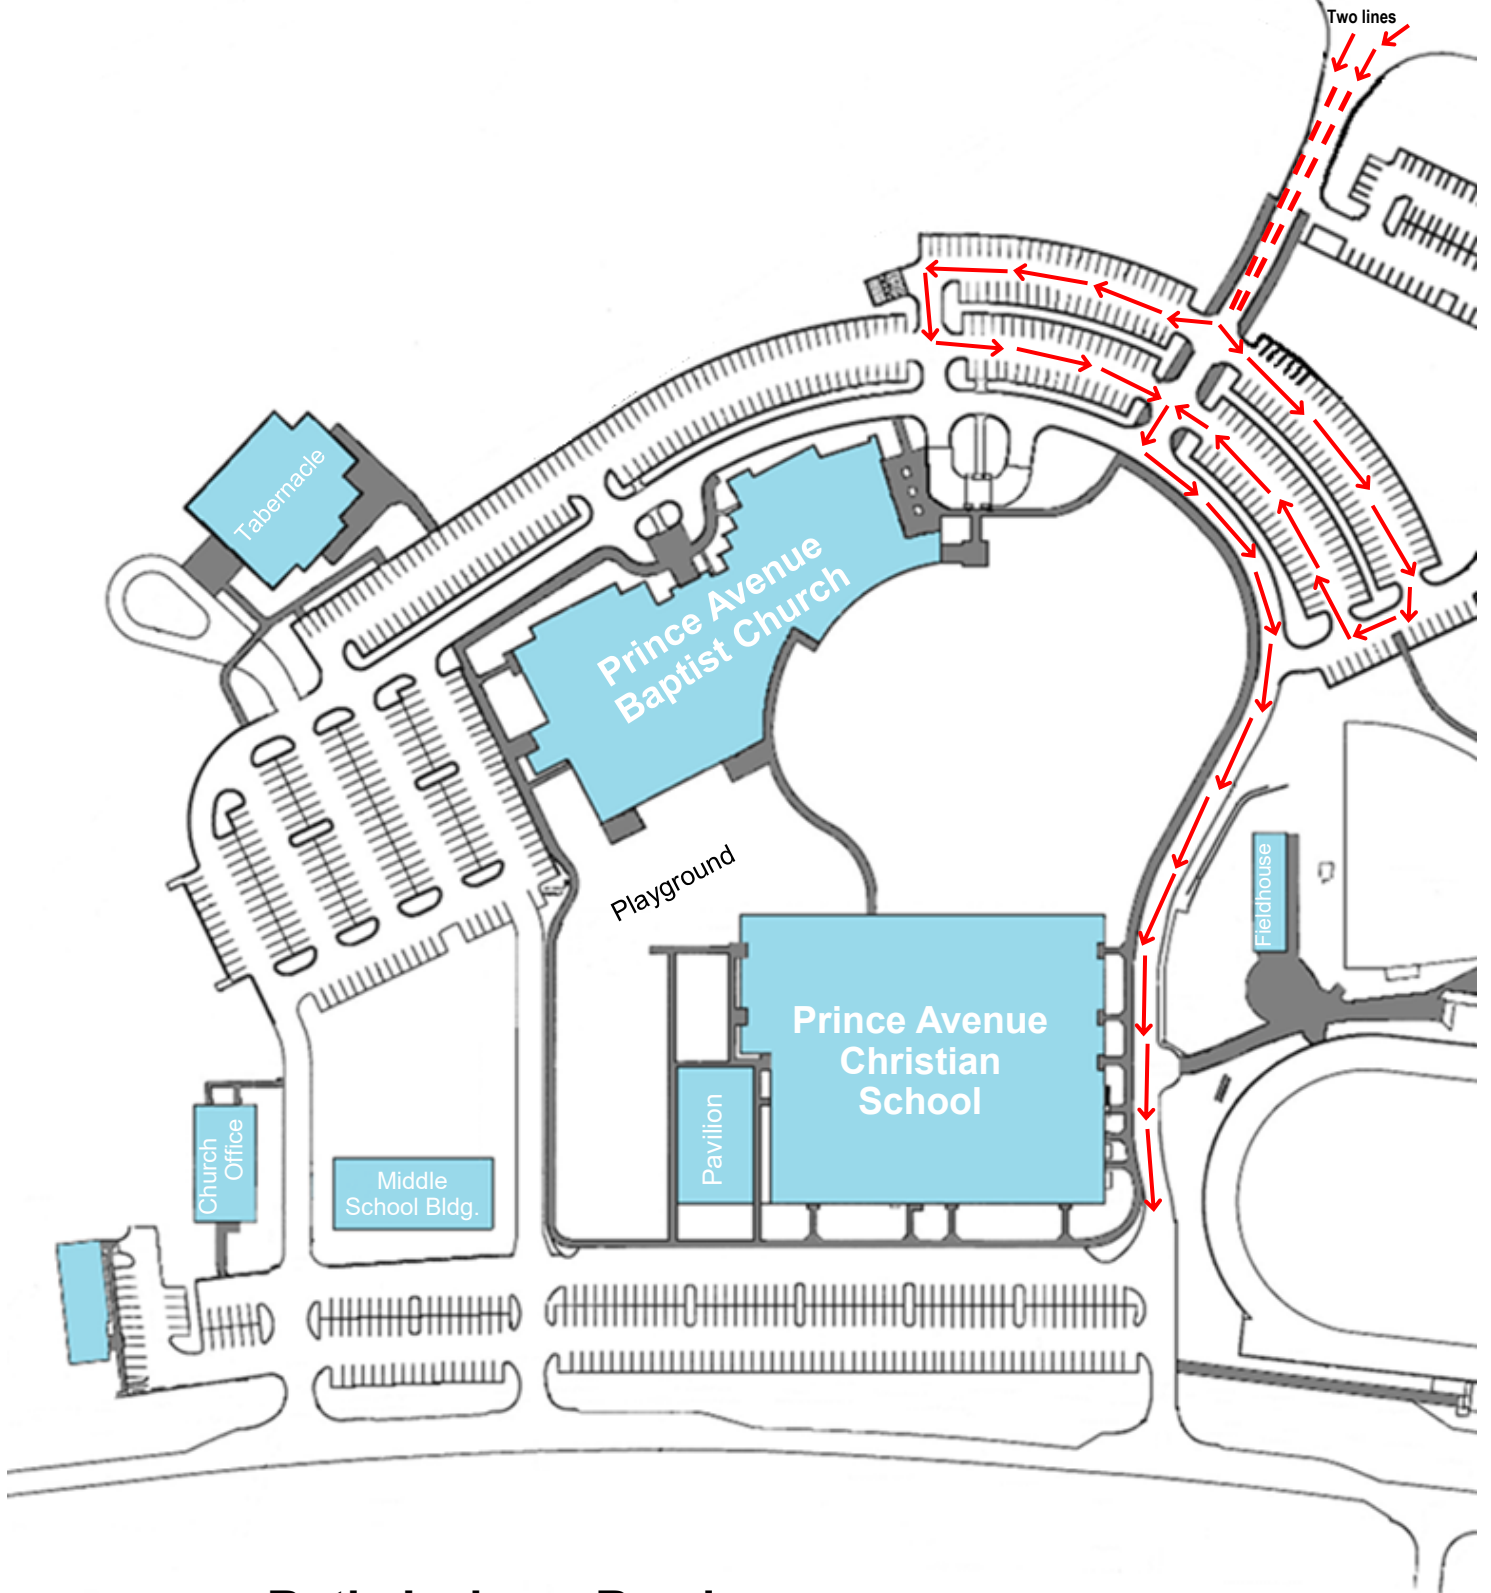 Two lines
Tabernacle
Prince Avenue
Baptist Church
Playground
Fieldhouse
Prince Avenue
Christian
School
Pavilion
Church
Office
Middle
School Bldg.